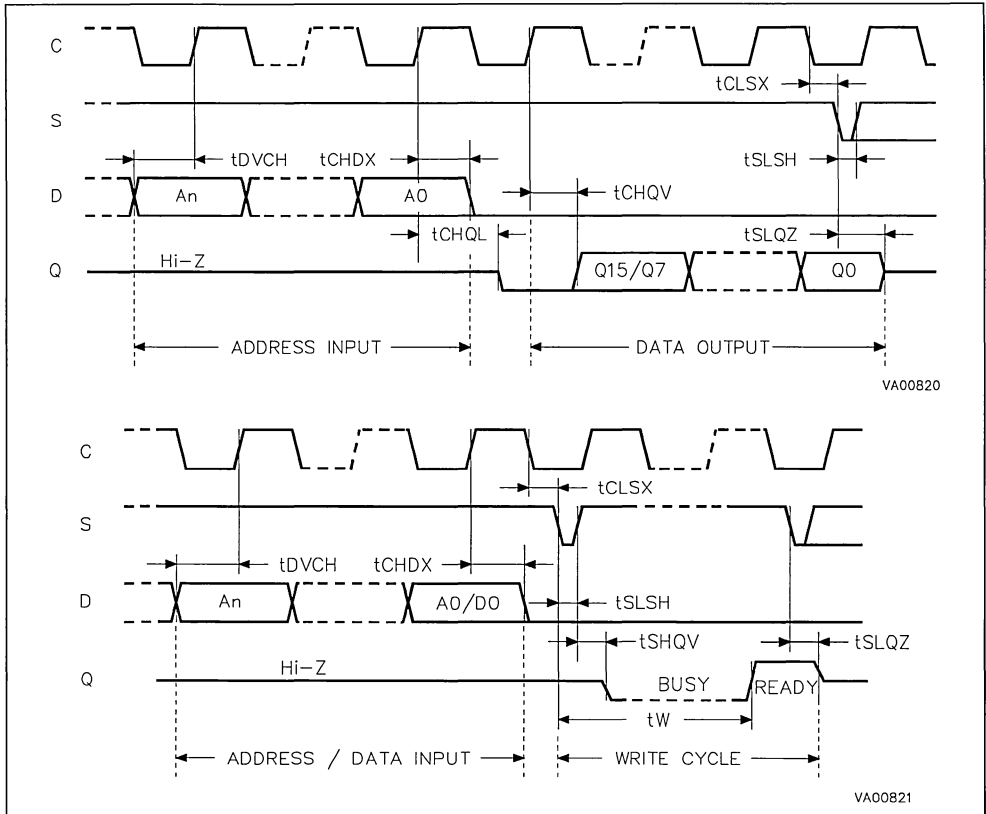 C
tCLSX
S
tSLSH
tDVCH
tCHDX
D
An
A0
tCHQV
tCHQL
tSLQZ
Q
Hi-Z
Q15/Q7
Q0
ADDRESS INPUT
DATA OUTPUT
VA00820
C
tCLSX
S
tDVCH
tCHDX
D
An
A0/D0
tSLSH
tSHQV
tSLQZ
Q
Hi-Z
BUSY
READY
tW
ADDRESS / DATA INPUT
WRITE CYCLE
VA00821